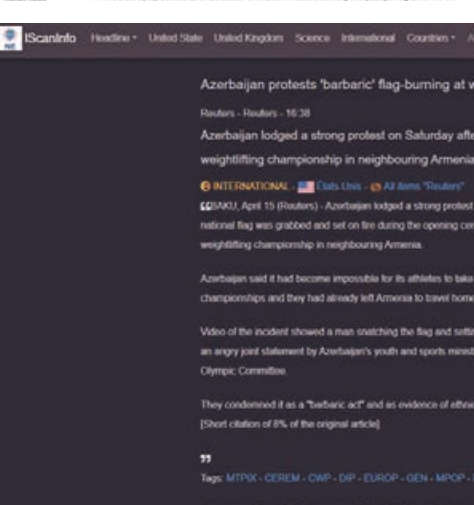 NE
IScanInfo Headline United State United Kingdom Science International Countries A
Azerbaijan protests 'barbaric' flag-burning at w
Reuters - Reuters - 16:38
Azerbaijan lodged a strong protest on Saturday afte
weightlifting championship in neighbouring Armenia
INTERNATIONAL - États Unis - All items "Reuters"
BAKU, April 15 (Reuters) - Azerbaijan lodged a strong protest
national flag was grabbed and set on fire during the opening cer
weightlifting championship in neighbouring Armenia.
Azerbaijan said it had become impossible for its athletes to take
championships and they had already left Armenia to travel home
Video of the incident showed a man snatching the flag and settin
an angry joint statement by Azerbaijan's youth and sports minist
Olympic Committee.
They condemned it as a "barbaric act" and as evidence of ethnic
[Short citation of 8% of the original article]
Tags: MTPIX - CEREM - CWP - DIP - EUROP - GEN - MPOP -